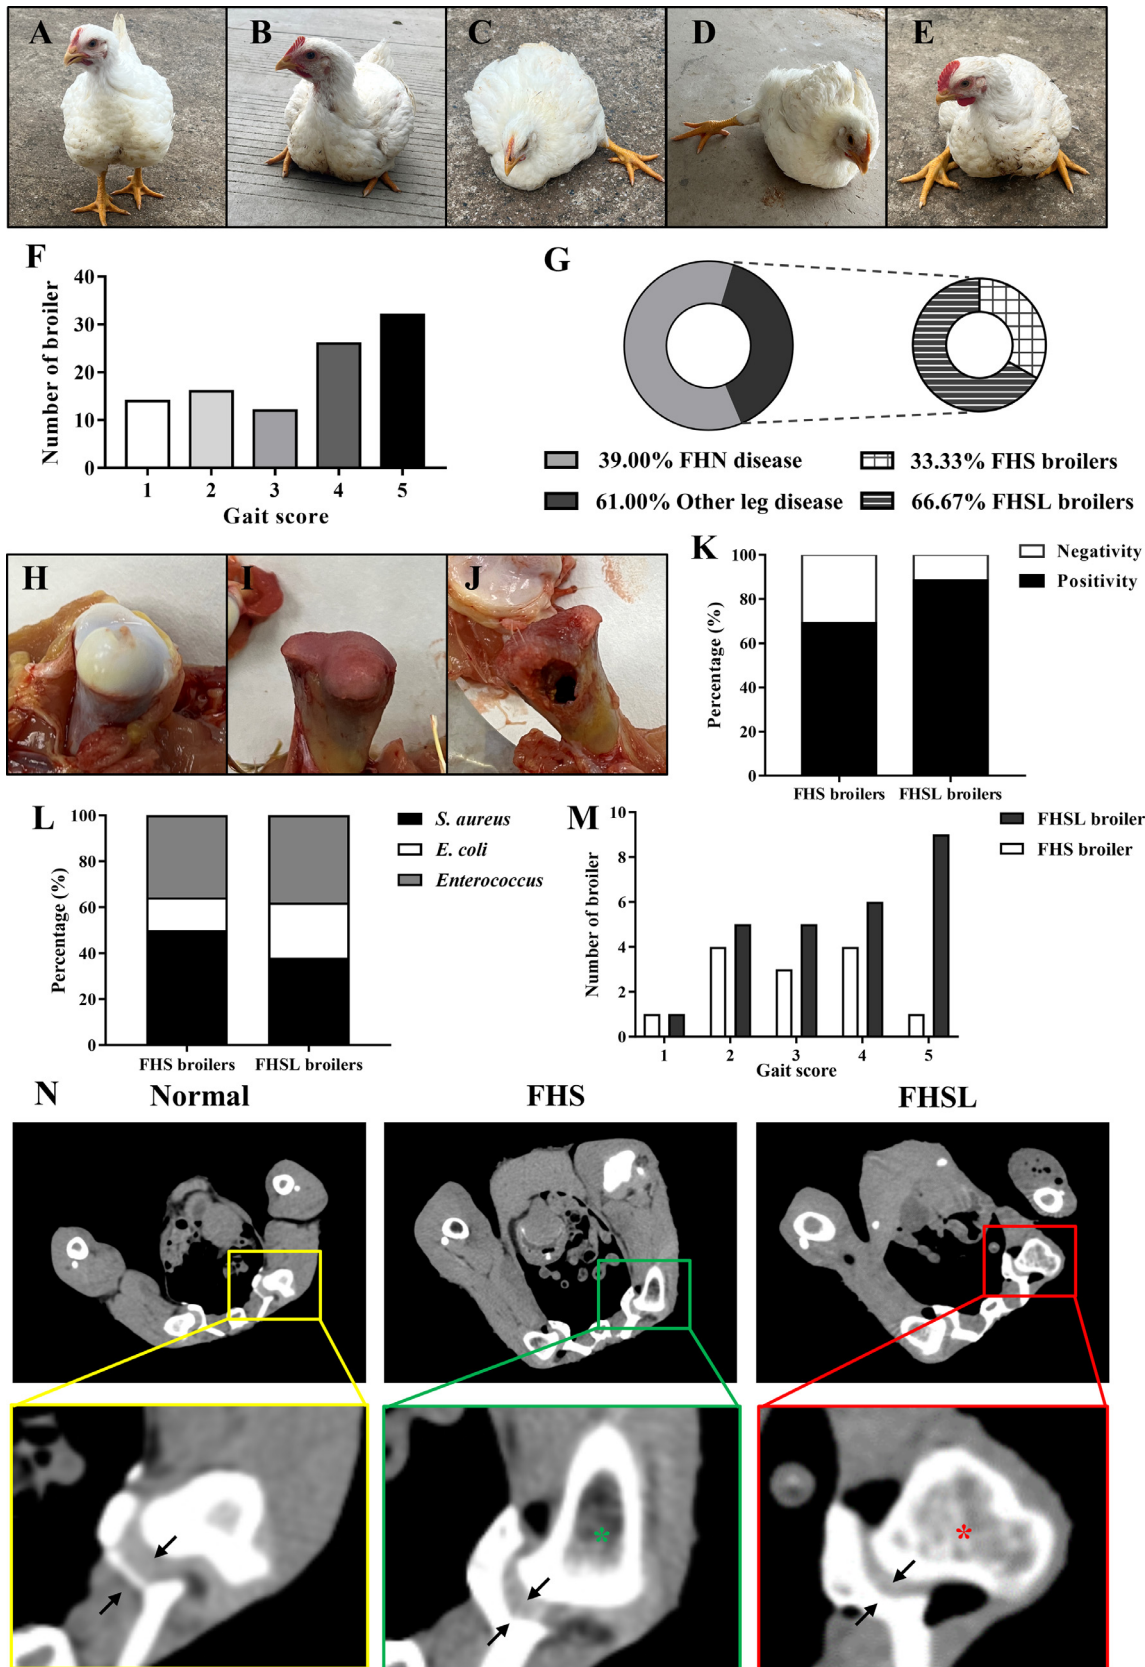 A B C D E
F
40
30
20
10
0
Number of broiler
1 2 3 4 5
Gait score
G
39.00% FHN disease
61.00% Other leg disease
33.33% FHS broilers
66.67% FHSL broilers
H I J
K
100
80
60
40
20
0
Percentage (%)
FHS broilers FHSL broilers
Negativity
Positivity
L
100
80
60
40
20
0
Percentage (%)
FHS broilers FHSL broilers
S. aureus
E. coli
Enterococcus
M
10
8
6
4
2
0
Number of broiler
1 2 3 4 5
Gait score
FHSL broiler
FHS broiler
N
Normal FHS FHSL
*
*